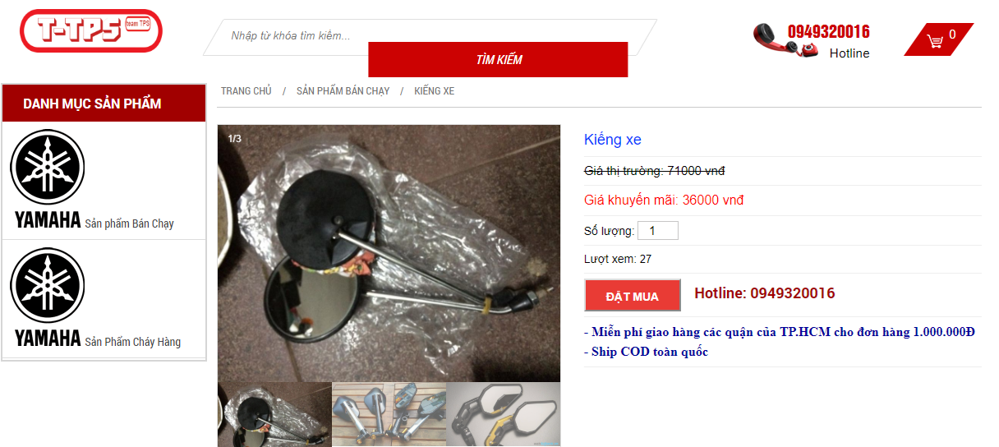 T-TPS team TPS
Nhập từ khóa tìm kiếm...
TÌM KIẾM
0949320016
Hotline
0
DANH MỤC SẢN PHẨM
YAMAHA Sản phẩm Bán Chạy
YAMAHA Sản Phẩm Cháy Hàng
TRANG CHỦ / SẢN PHẨM BÁN CHẠY / KIẾNG XE
1/3
Kiếng xe
Giá thị trường: 71000 vnđ
Giá khuyến mãi: 36000 vnđ
Số lượng: 1
Lượt xem: 27
ĐẶT MUA Hotline: 0949320016
- Miễn phí giao hàng các quận của TP.HCM cho đơn hàng 1.000.000Đ
- Ship COD toàn quốc